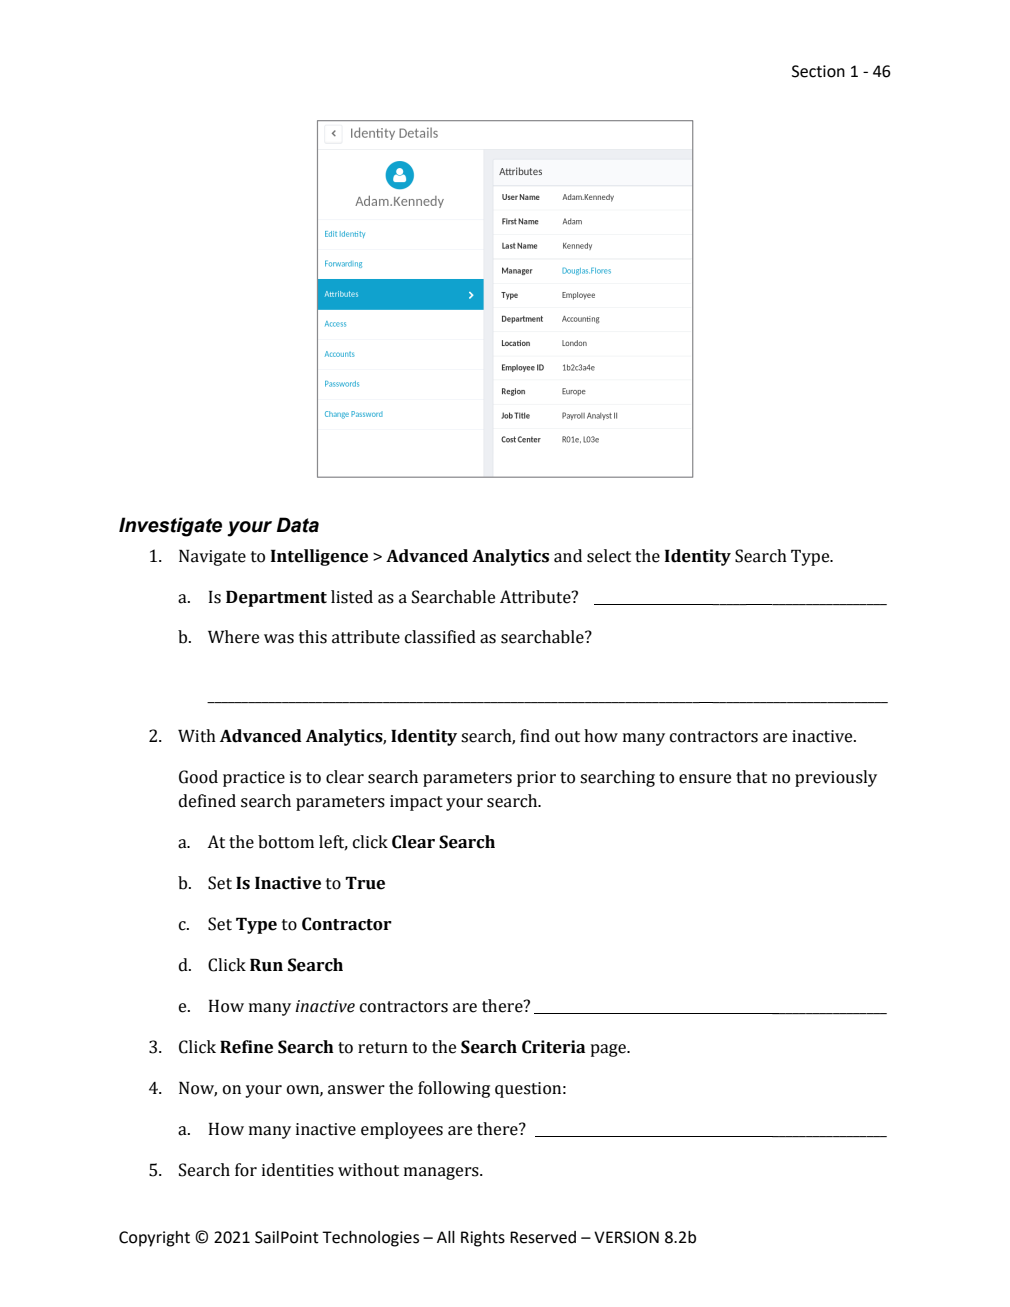 Section 1 - 46
Identity Details
Adam.Kennedy
Edit Identity
Forwarding
Attributes
Access
Accounts
Passwords
Change Password
Attributes
User Name Adam.Kennedy
First Name Adam
Last Name Kennedy
Manager Douglas.Flores
Type Employee
Department Accounting
Location London
Employee ID 1b2c3a4e
Region Europe
Job Title Payroll Analyst II
Cost Center R01e, L03e
Investigate your Data
1. Navigate to Intelligence > Advanced Analytics and select the Identity Search Type.
a. Is Department listed as a Searchable Attribute?
b. Where was this attribute classified as searchable?
2. With Advanced Analytics, Identity search, find out how many contractors are inactive.
Good practice is to clear search parameters prior to searching to ensure that no previously
defined search parameters impact your search.
a. At the bottom left, click Clear Search
b. Set Is Inactive to True
c. Set Type to Contractor
d. Click Run Search
e. How many inactive contractors are there?
3. Click Refine Search to return to the Search Criteria page.
4. Now, on your own, answer the following question:
a. How many inactive employees are there?
5. Search for identities without managers.
Copyright © 2021 SailPoint Technologies – All Rights Reserved – VERSION 8.2b